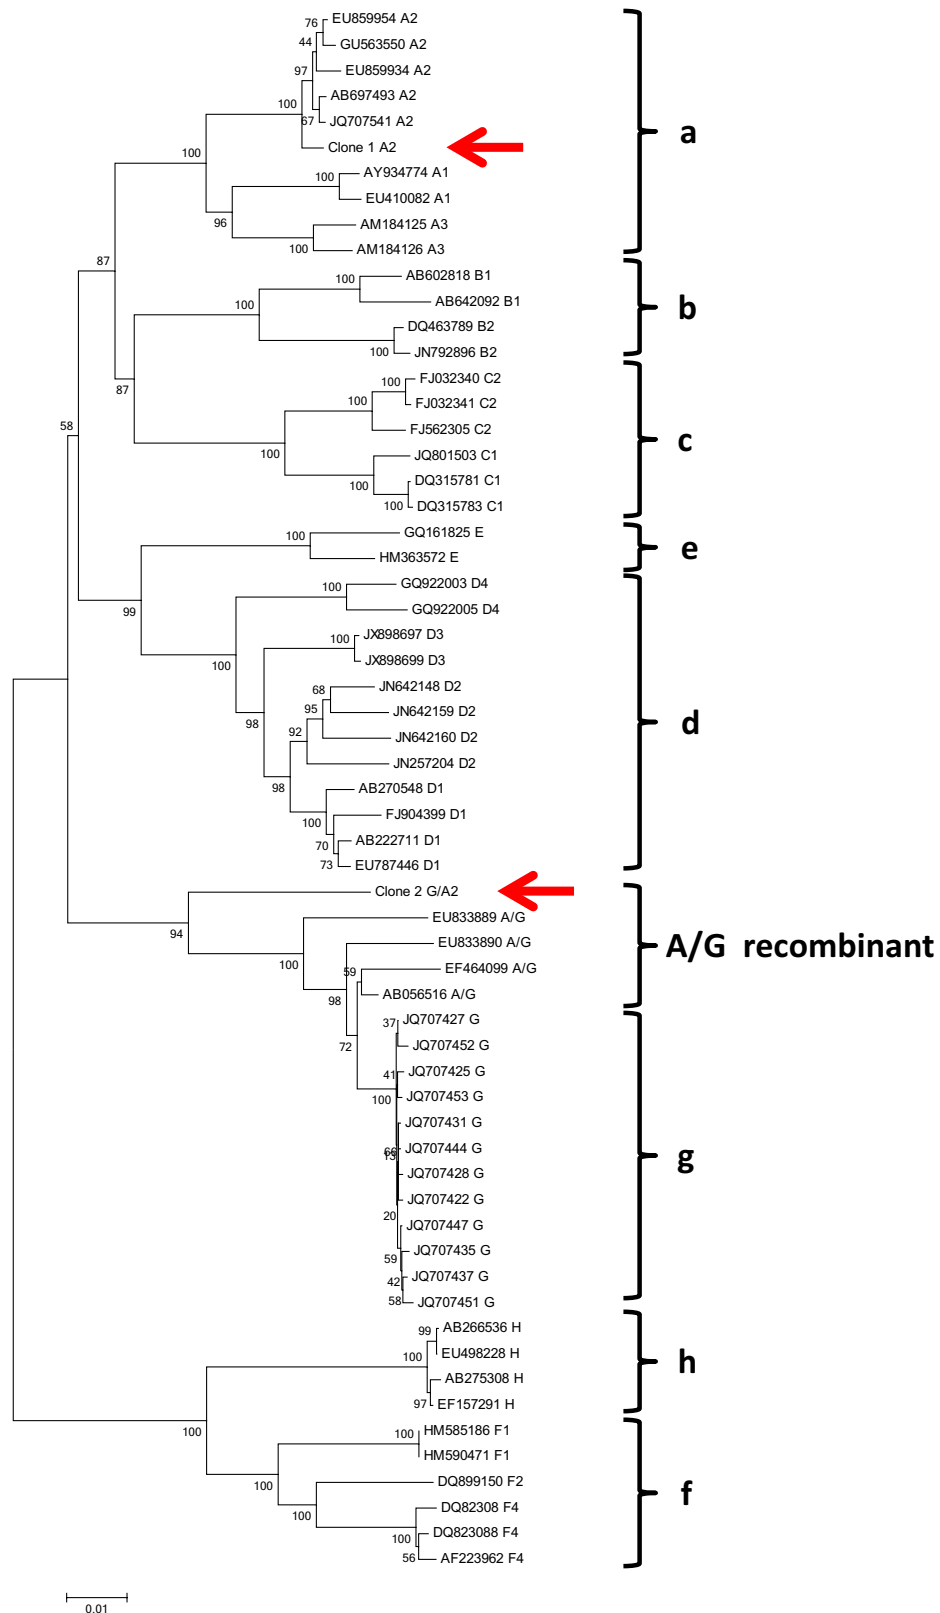 76
EU859954 A2
44
GU563550 A2
97
EU859934 A2
100
AB697493 A2
67
JQ707541 A2
Clone 1 A2
a
100
AY934774 A1
100
EU410082 A1
96
AM184125 A3
100
AM184126 A3
87
AB602818 B1
100
AB642092 B1
100
b
DQ463789 B2
100
JN792896 B2
87
FJ032340 C2
100
FJ032341 C2
100
FJ562305 C2
58
c
100
JQ801503 C1
100
DQ315781 C1
100
DQ315783 C1
GQ161825 E
100
e
HM363572 E
99
GQ922003 D4
100
GQ922005 D4
100
JX898697 D3
100
JX898699 D3
JN642148 D2
68
95
JN642159 D2
98
d
92
JN642160 D2
JN257204 D2
98
AB270548 D1
FJ904399 D1
100
AB222711 D1
70
EU787446 D1
73
Clone 2 G/A2
EU833889 A/G
94
EU833890 A/G
A/G recombinant
100
EF464099 A/G
59
AB056516 A/G
98
JQ707427 G
37
72
JQ707452 G
JQ707425 G
41
JQ707453 G
100
JQ707431 G
JQ707444 G
66
13
g
JQ707428 G
JQ707422 G
20
JQ707447 G
JQ707435 G
59
JQ707437 G
42
JQ707451 G
58
AB266536 H
99
EU498228 H
100
h
AB275308 H
EF157291 H
97
HM585186 F1
100
100
HM590471 F1
100
DQ899150 F2
f
DQ82308 F4
100
DQ823088 F4
100
AF223962 F4
56
0.01